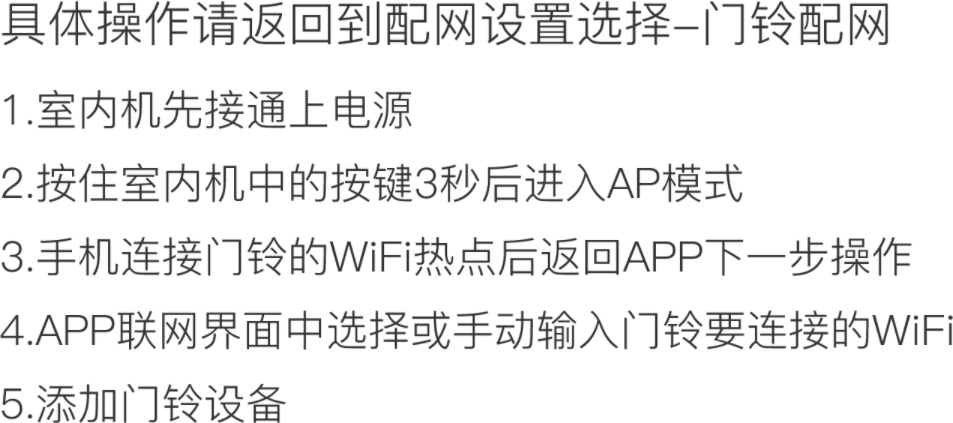 具体操作请返回到配网设置选择-门铃配网
1.室内机先接通上电源
2.按住室内机中的按键3秒后进入AP模式
3.手机连接门铃的WiFi热点后返回APP下一步操作
4.APP联网界面中选择或手动输入门铃要连接的WiFi
5.添加门铃设备